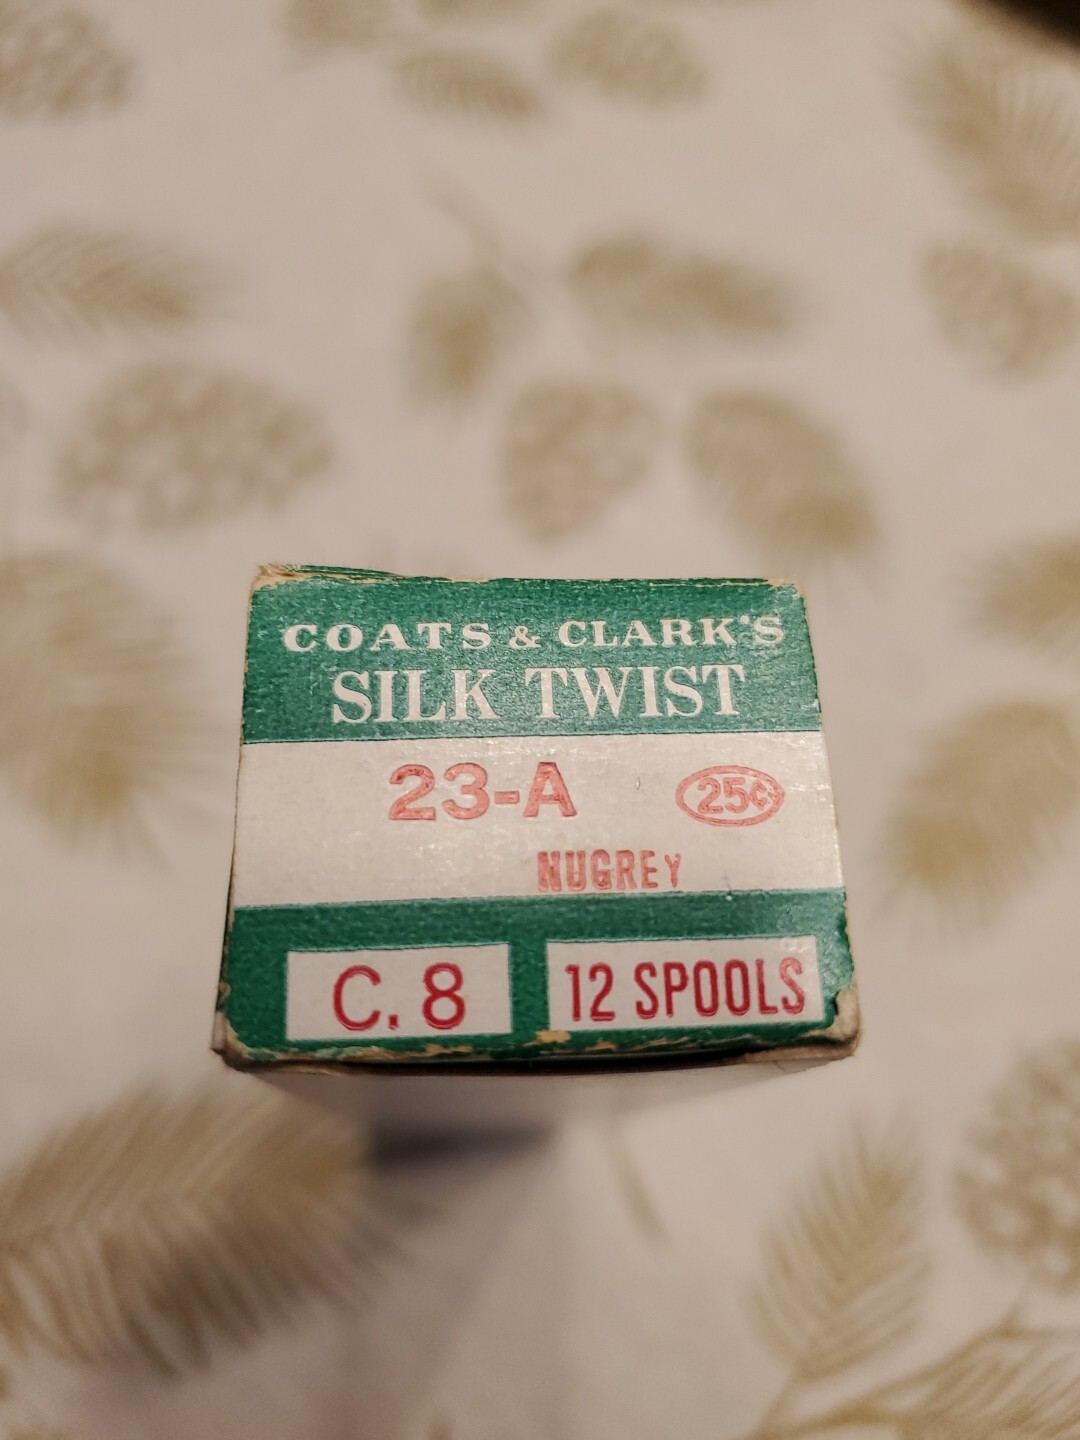 COATS & CLARK'S
SILK TWIST
23-A 25¢
NUGREY
C.8 12 SPOOLS